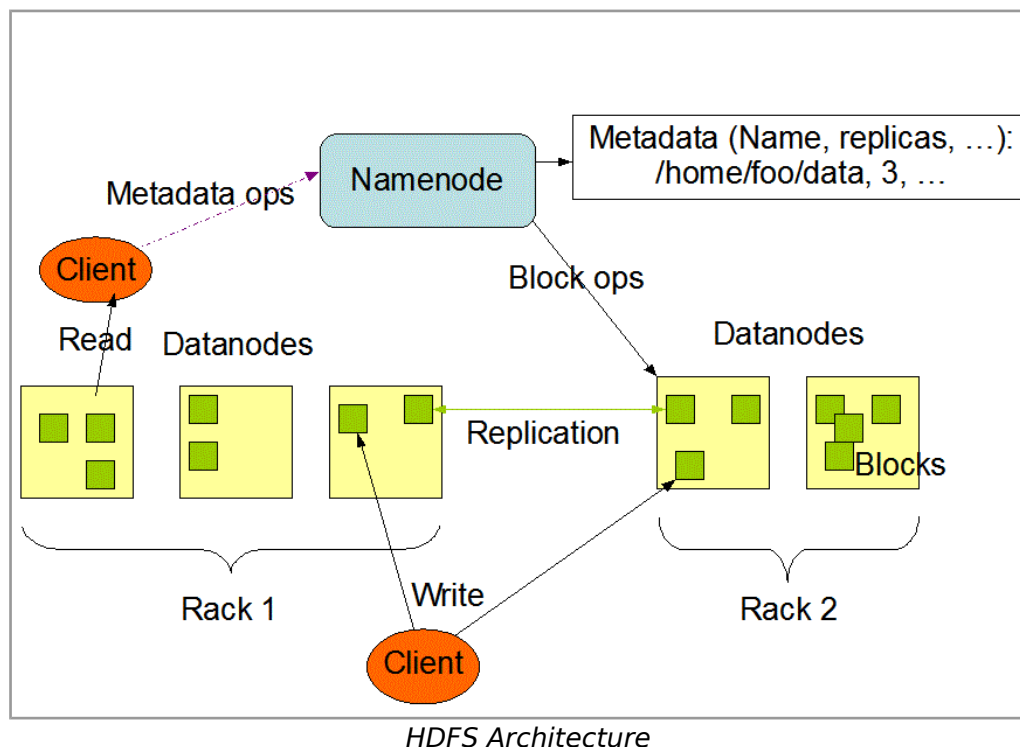 Metadata (Name, replicas, …):
/home/foo/data, 3, …
Namenode
Metadata ops
Client
Block ops
Read
Datanodes
Datanodes
Replication
Blocks
Rack 1
Write
Rack 2
Client
HDFS Architecture